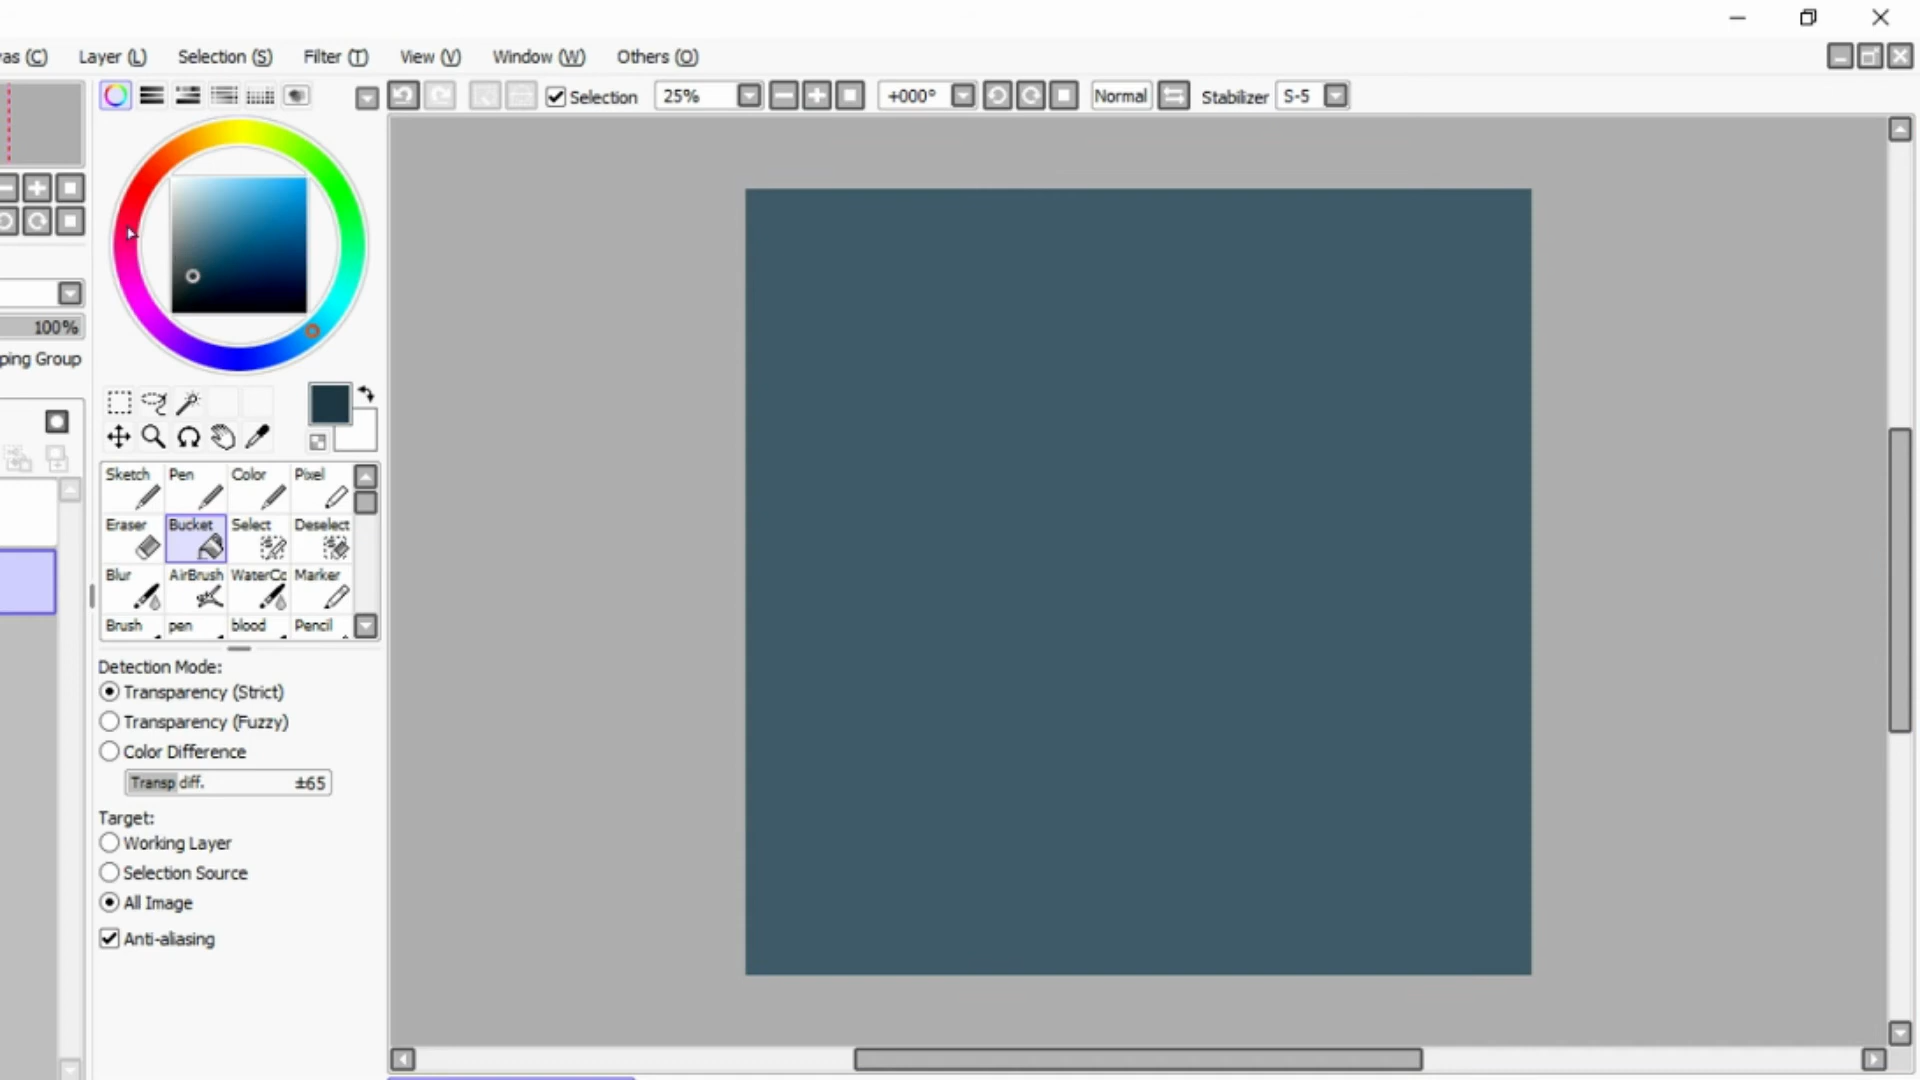 as (C) Layer (L) Selection (S) Filter (T) View (V) Window (W) Others (O)
Selection 25% +000° Normal Stabilizer S-5
100%
ping Group
Sketch Pen Color Pixel
Eraser Bucket Select Deselect
Blur AirBrush WaterCo Marker
Brush pen blood Pencil
Detection Mode:
Transparency (Strict)
Transparency (Fuzzy)
Color Difference
Transp diff. ±65
Target:
Working Layer
Selection Source
All Image
Anti-aliasing